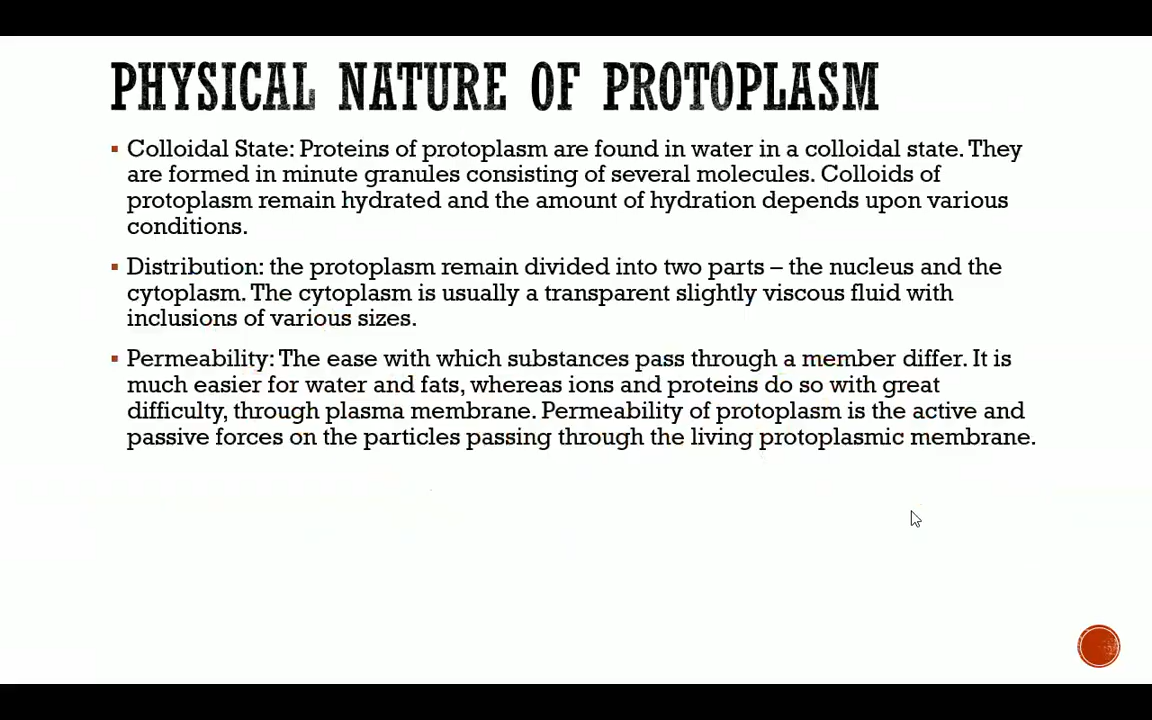 PHYSICAL NATURE OF PROTOPLASM
▪ Colloidal State: Proteins of protoplasm are found in water in a colloidal state. They
are formed in minute granules consisting of several molecules. Colloids of
protoplasm remain hydrated and the amount of hydration depends upon various
conditions.
▪ Distribution: the protoplasm remain divided into two parts – the nucleus and the
cytoplasm. The cytoplasm is usually a transparent slightly viscous fluid with
inclusions of various sizes.
▪ Permeability: The ease with which substances pass through a member differ. It is
much easier for water and fats, whereas ions and proteins do so with great
difficulty, through plasma membrane. Permeability of protoplasm is the active and
passive forces on the particles passing through the living protoplasmic membrane.